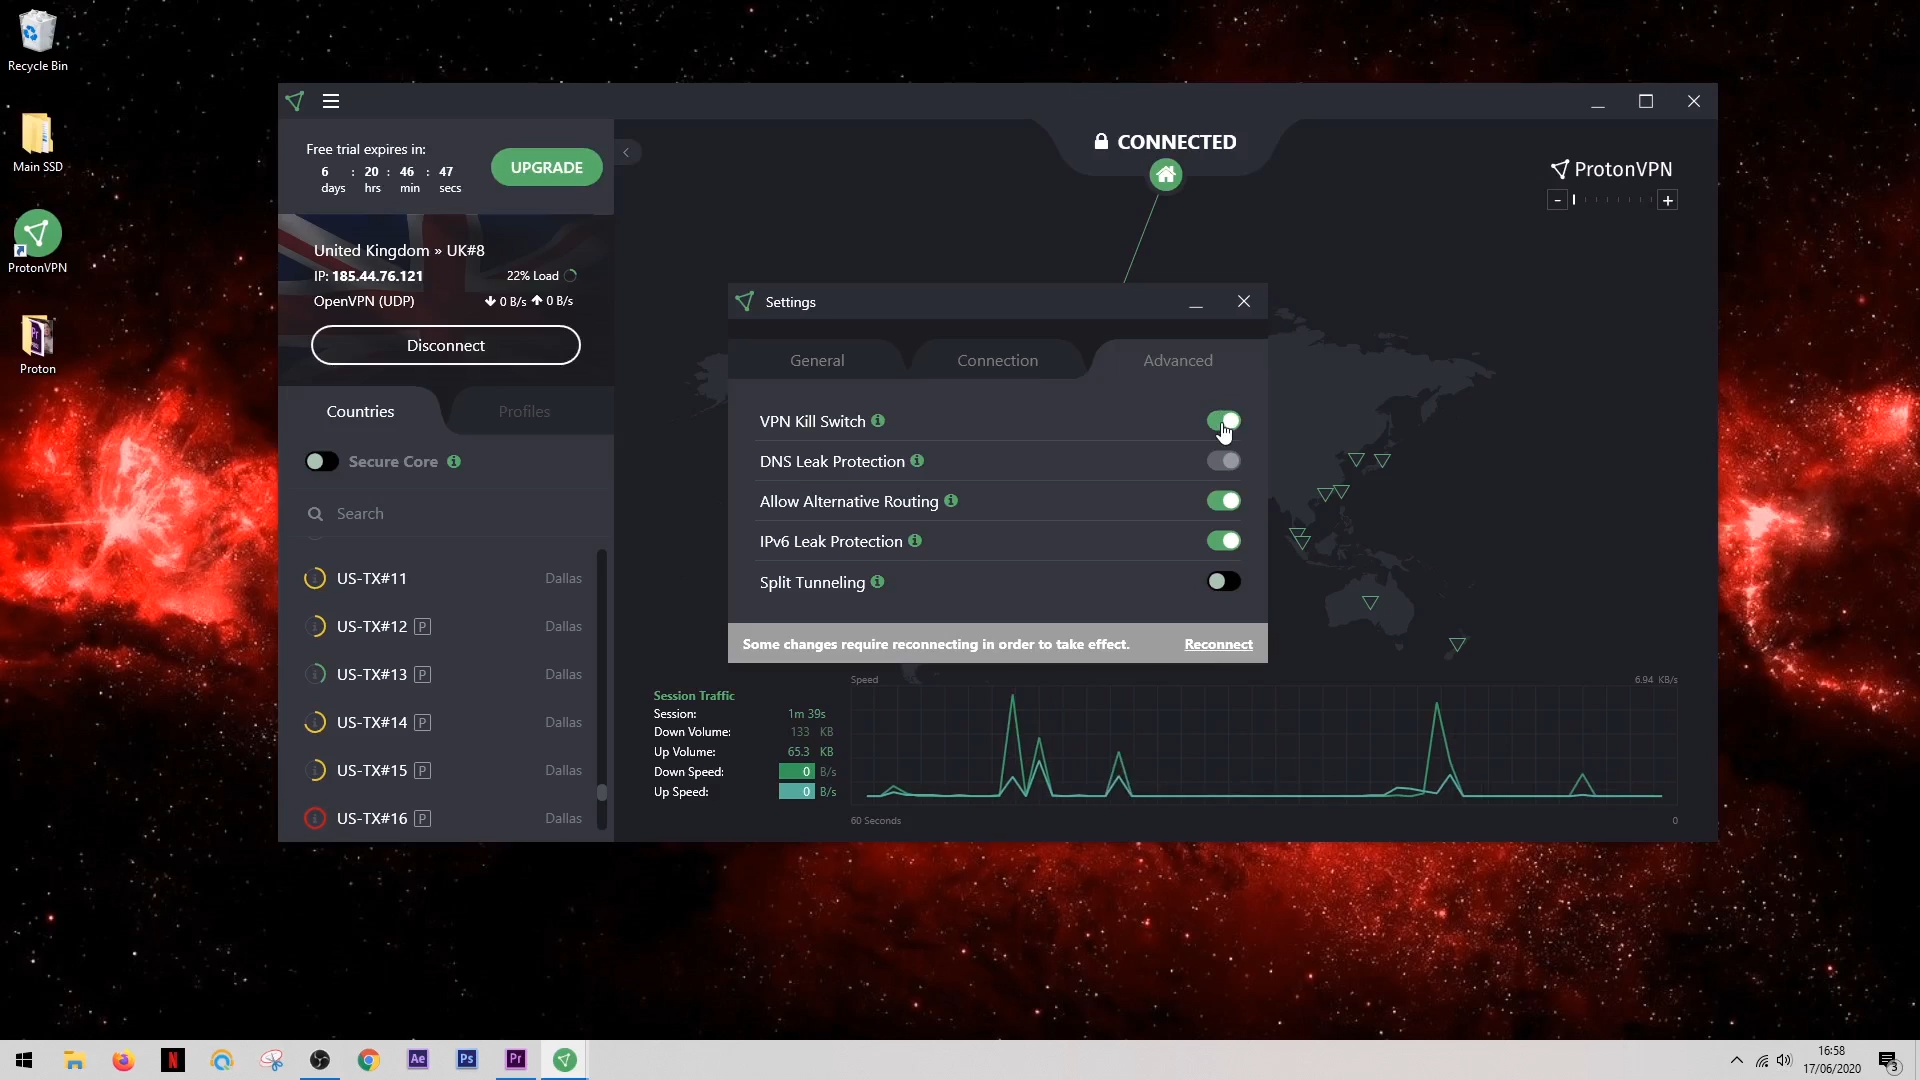 Recycle Bin
Main SSD
ProtonVPN
Proton
Free trial expires in:
6 : 20 : 46 : 47
days hrs min secs
UPGRADE
United Kingdom » UK#8
IP: 185.44.76.121
22% Load
OpenVPN (UDP)
0 B/s 0 B/s
Disconnect
Countries
Profiles
Secure Core
Search
US-TX#11 Dallas
US-TX#12 P Dallas
US-TX#13 P Dallas
US-TX#14 P Dallas
US-TX#15 P Dallas
US-TX#16 P Dallas
CONNECTED
ProtonVPN
- +
Settings
General
Connection
Advanced
VPN Kill Switch
DNS Leak Protection
Allow Alternative Routing
IPv6 Leak Protection
Split Tunneling
Some changes require reconnecting in order to take effect. Reconnect
Session Traffic
Session: 1m 39s
Down Volume: 133 KB
Up Volume: 65.3 KB
Down Speed: 0 B/s
Up Speed: 0 B/s
Speed
6.94 KB/s
60 Seconds
0
N
Ae
Ps
Pr
16:58
17/06/2020
3